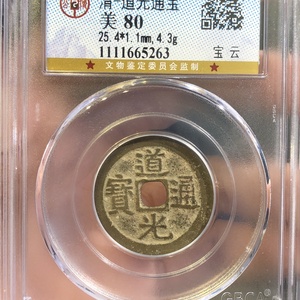 清·道光通宝
美 80
25.4*1.1mm, 4.3g
1111665263
宝云
★文物鉴定委员会监制★
道
寳 通
光